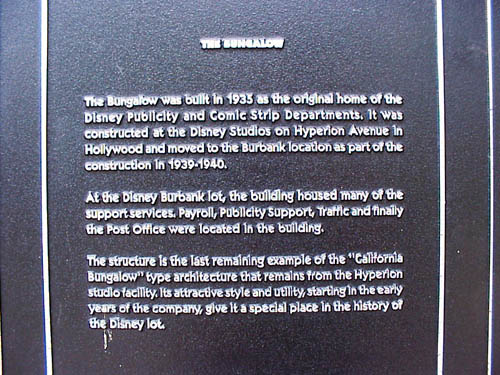 THE BUNGALOW
The Bungalow was built in 1935 as the original home of the
Disney Publicity and Comic Strip Departments. It was
constructed at the Disney Studios on Hyperion Avenue in
Hollywood and moved to the Burbank location as part of the
construction in 1939-1940.
At the Disney Burbank lot, the building housed many of the
support services. Payroll, Publicity Support, Traffic and finally
the Post Office were located in the building.
The structure is the last remaining example of the "California
Bungalow" type architecture that remains from the Hyperion
studio facility. Its attractive style and utility, starting in the early
years of the company, give it a special place in the history of
the Disney lot.